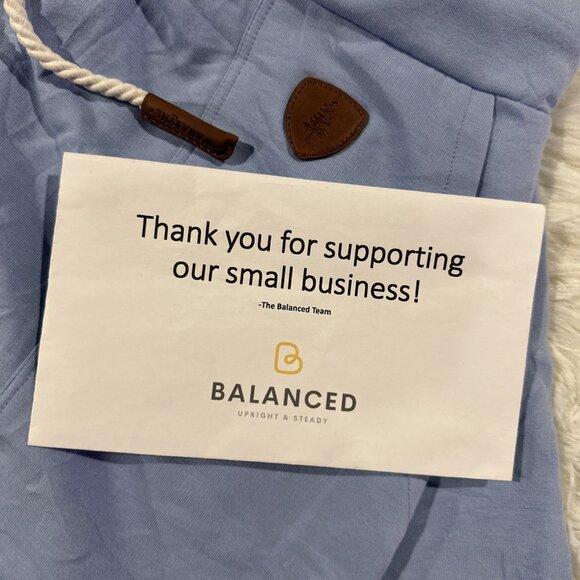 Thank you for supporting
our small business!
-The Balanced Team
BALANCED
UPRIGHT & STEADY